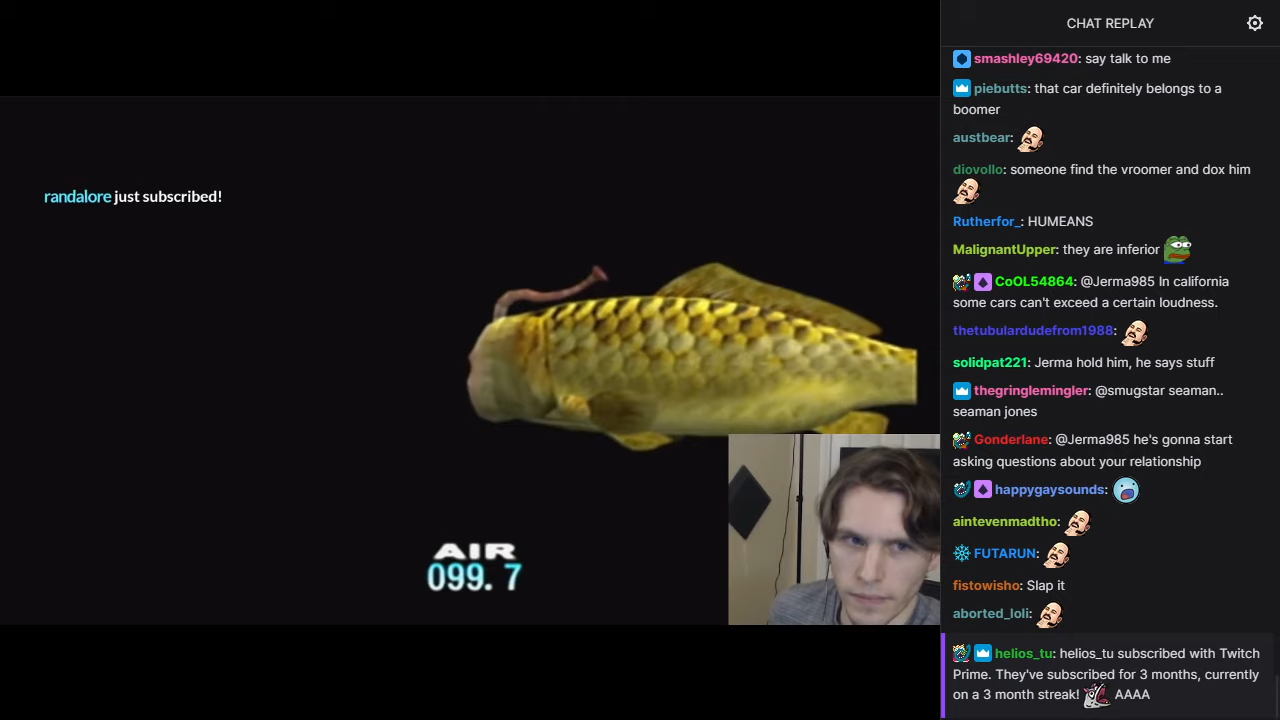 CHAT REPLAY
smashley69420: say talk to me
piebutts: that car definitely belongs to a
boomer
austbear:
diovollo: someone find the vroomer and dox him
Rutherfor_: HUMEANS
MalignantUpper: they are inferior
CoOL54864: @Jerma985 In california
some cars can't exceed a certain loudness.
thetubulardudefrom1988:
solidpat221: Jerma hold him, he says stuff
thegringlemingler: @smugstar seaman..
seaman jones
Gonderlane: @Jerma985 he's gonna start
asking questions about your relationship
happygaysounds:
aintevenmadtho:
FUTARUN:
fistowisho: Slap it
aborted_loli:
helios_tu: helios_tu subscribed with Twitch
Prime. They've subscribed for 3 months, currently
on a 3 month streak! AAAA
randalore just subscribed!
AIR
099. 7